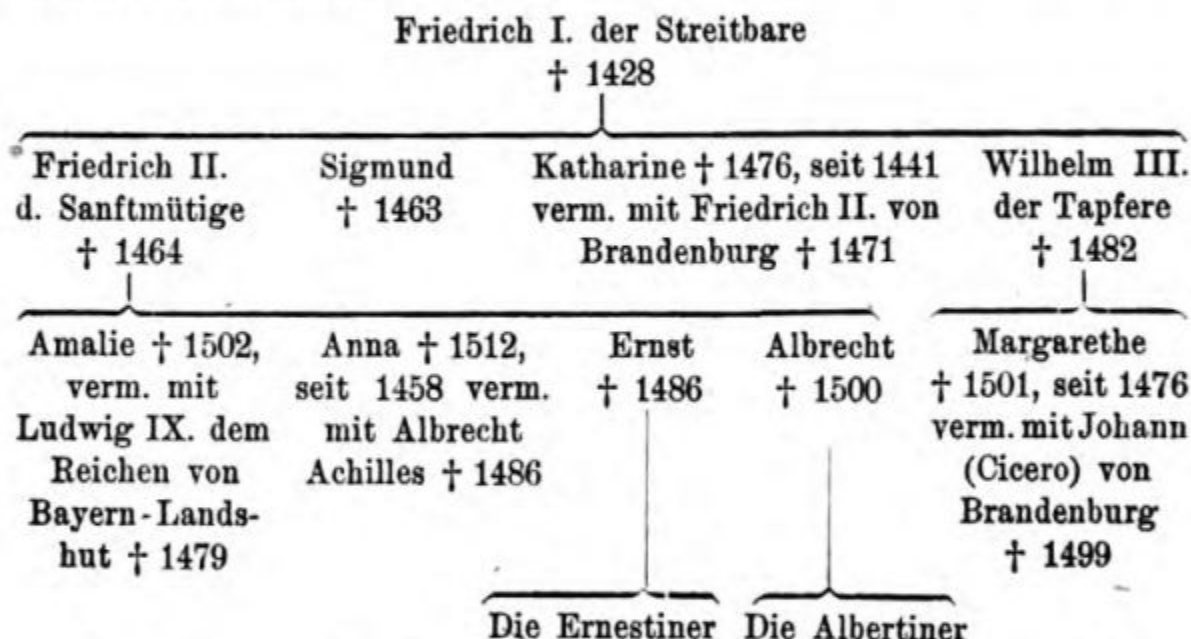 Friedrich I. der Streitbare
† 1428
Friedrich II.
d. Sanftmütige
† 1464
Sigmund
† 1463
Katharine † 1476, seit 1441
verm. mit Friedrich II. von
Brandenburg † 1471
Wilhelm III.
der Tapfere
† 1482
Amalie † 1502,
verm. mit
Ludwig IX. dem
Reichen von
Bayern-Lands-
hut † 1479
Anna † 1512,
seit 1458 verm.
mit Albrecht
Achilles † 1486
Ernst
† 1486
Albrecht
† 1500
Margarethe
† 1501, seit 1476
verm. mit Johann
(Cicero) von
Brandenburg
† 1499
Die Ernestiner
Die Albertiner